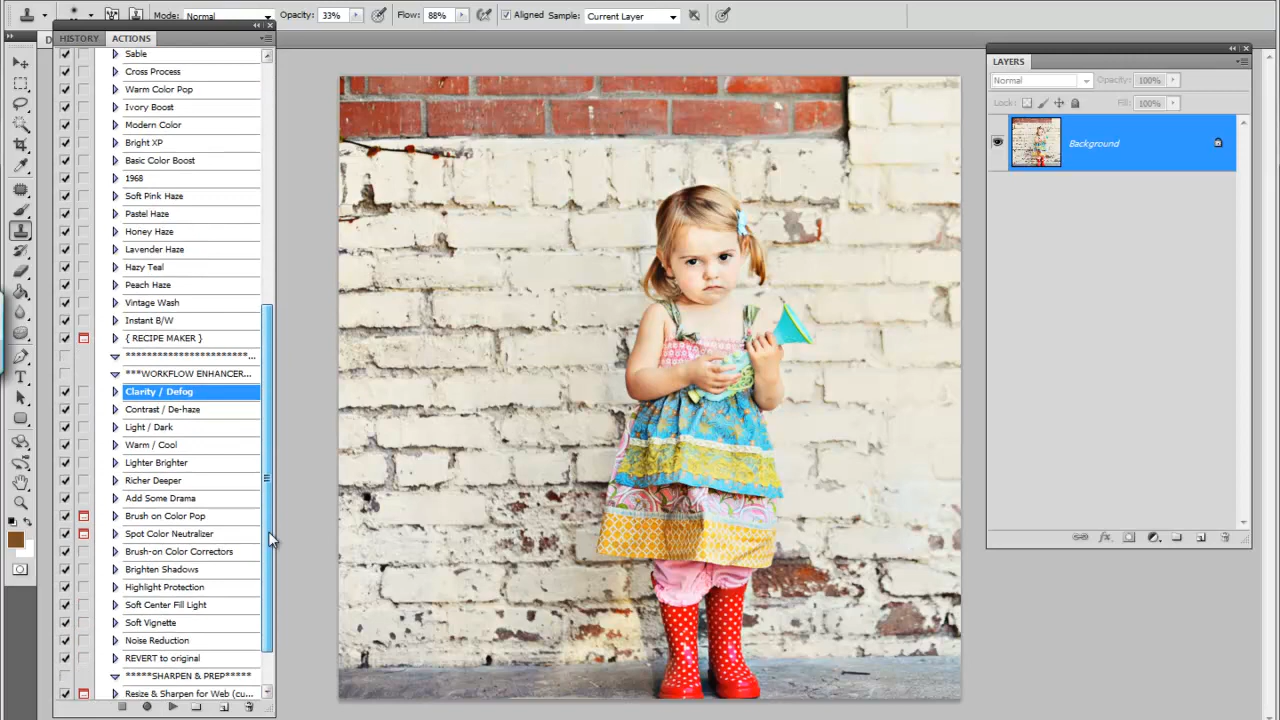 Mode: Normal Opacity: 33% Flow: 88% Aligned Sample: Current Layer
HISTORY ACTIONS
Sable
Cross Process
Warm Color Pop
Ivory Boost
Modern Color
Bright XP
Basic Color Boost
1968
Soft Pink Haze
Pastel Haze
Honey Haze
Lavender Haze
Hazy Teal
Peach Haze
Vintage Wash
Instant B/W
{ RECIPE MAKER }
***********************...
***WORKFLOW ENHANCER...
Clarity / Defog
Contrast / De-haze
Light / Dark
Warm / Cool
Lighter Brighter
Richer Deeper
Add Some Drama
Brush on Color Pop
Spot Color Neutralizer
Brush-on Color Correctors
Brighten Shadows
Highlight Protection
Soft Center Fill Light
Soft Vignette
Noise Reduction
REVERT to original
*****SHARPEN & PREP*****
Resize & Sharpen for Web (cu...
LAYERS
Normal Opacity: 100%
Lock: Fill: 100%
Background